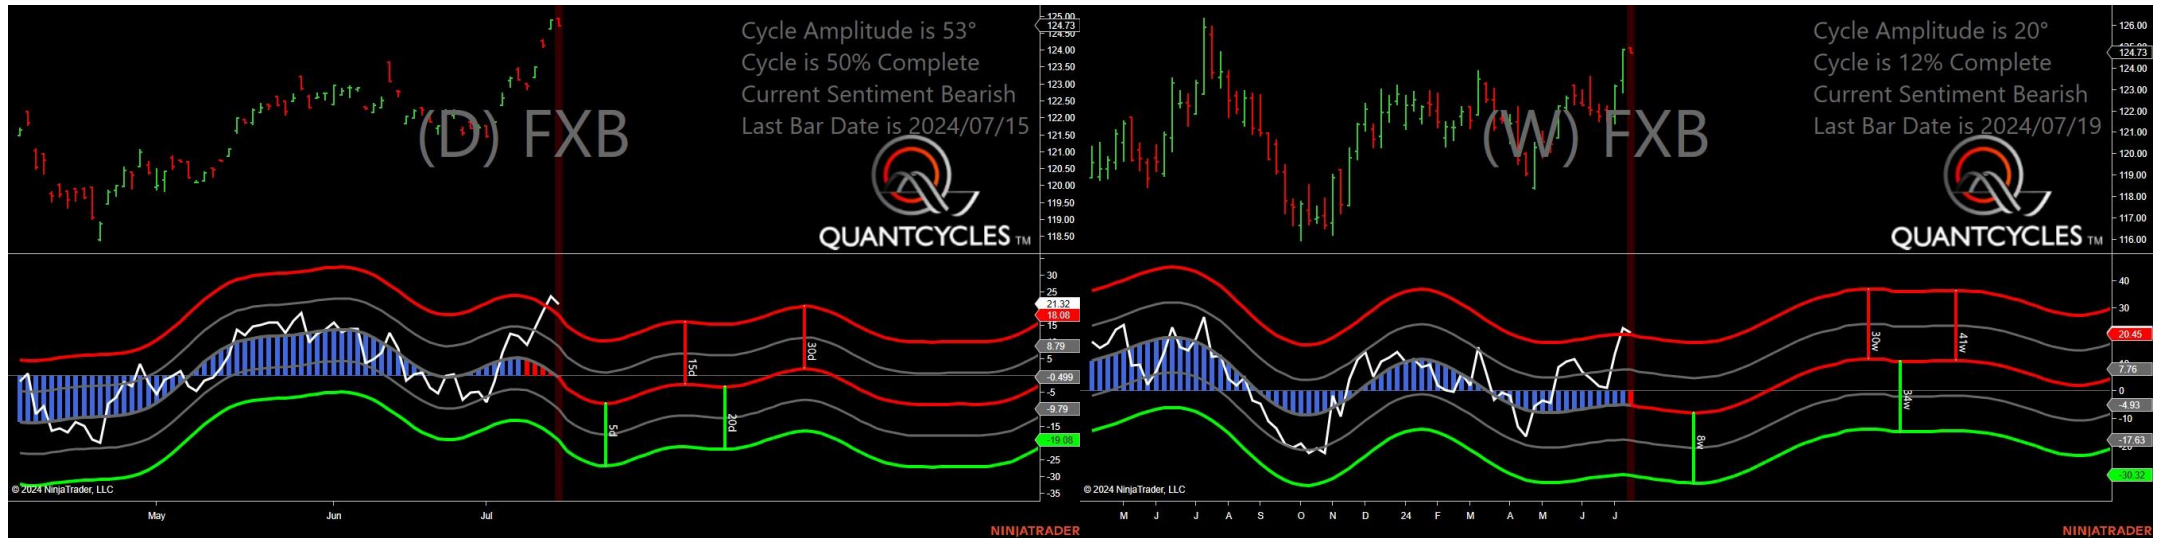 Cycle Amplitude is 53°
Cycle is 50% Complete
Current Sentiment Bearish
Last Bar Date is 2024/07/15
(D) FXB
QUANTCYCLES TM
125.00
124.73
124.50
124.00
123.50
123.00
122.50
122.00
121.50
121.00
120.50
120.00
119.50
119.00
118.50
30
25
21.32
18.08
15
8.79
5
-0.499
-5
-9.79
-15
-19.08
-25
-30
-35
5d
15d
20d
30d
© 2024 NinjaTrader, LLC
May Jun Jul
NINJATRADER
Cycle Amplitude is 20°
Cycle is 12% Complete
Current Sentiment Bearish
Last Bar Date is 2024/07/19
(W) FXB
QUANTCYCLES TM
126.00
124.73
124.00
123.00
122.00
121.00
120.00
119.00
118.00
117.00
116.00
40
30
20.45
7.76
0
-4.93
-10
-17.63
-30.32
8w
30w
34w
41w
© 2024 NinjaTrader, LLC
M J J A S O N D 24 F M A M J J
NINJATRADER